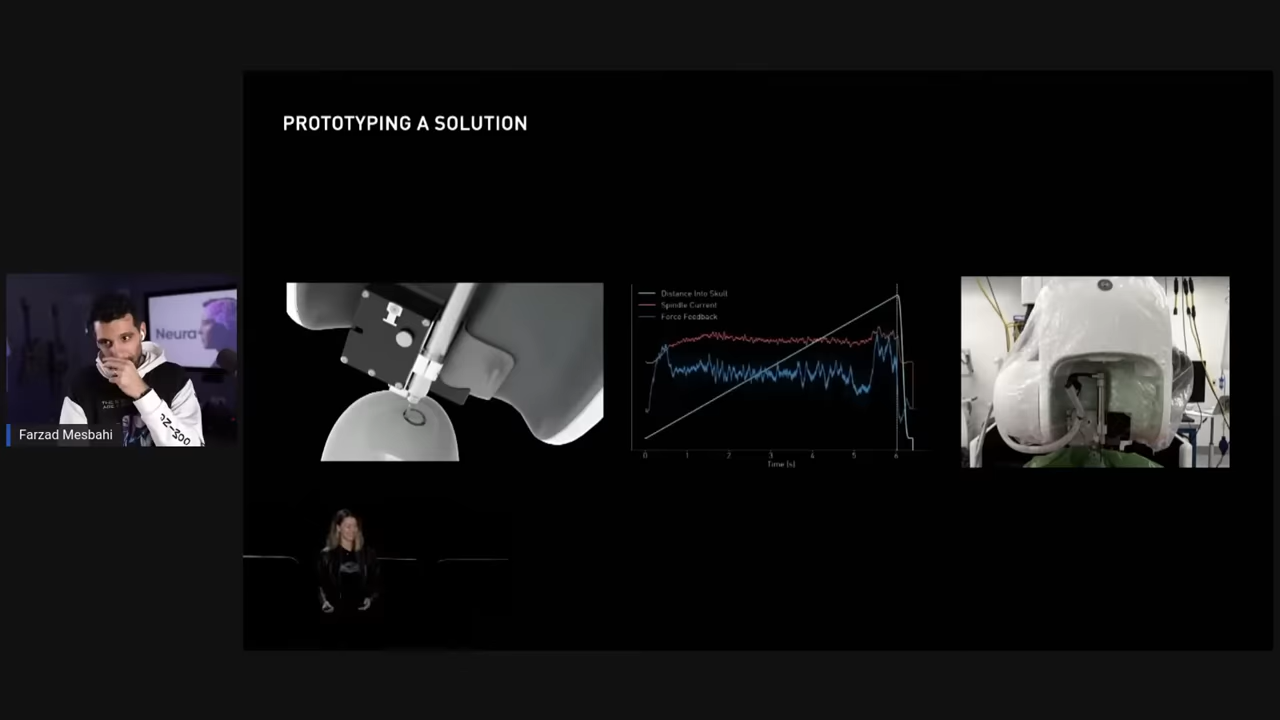 PROTOTYPING A SOLUTION
Distance Into Skull
Spindle Current
Force Feedback
0 1 2 3 4 5 6
Time (s)
Neura
Farzad Mesbahi